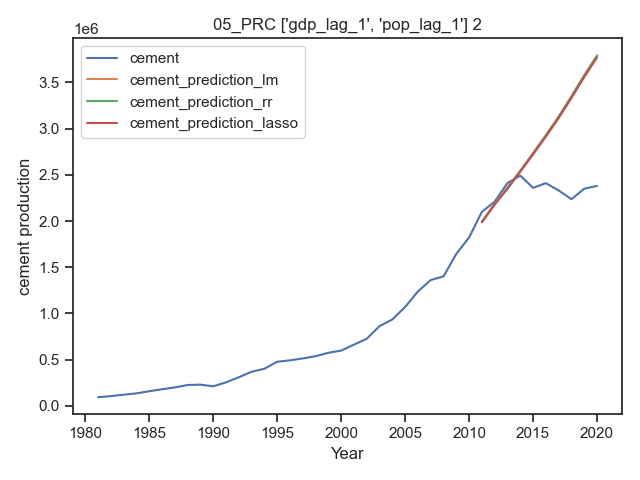 05_PRC ['gdp_lag_1', 'pop_lag_1'] 2
1e6
cement
cement_prediction_lm
cement_prediction_rr
cement_prediction_lasso
3.5
3.0
2.5
2.0
1.5
1.0
0.5
0.0
cement production
1980 1985 1990 1995 2000 2005 2010 2015 2020
Year